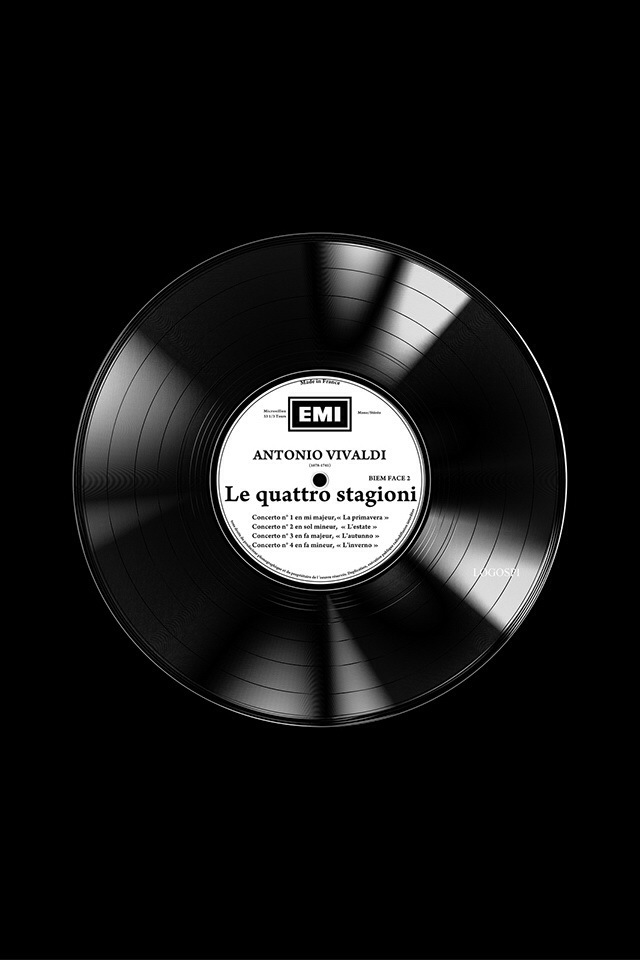 Made in France
EMI
Microsillon
33 1/3 Tours
Mono/Stéréo
ANTONIO VIVALDI
(1678-1741)
BIEM FACE 2
Le quattro stagioni
Concerto n° 1 en mi majeur, « La primavera »
Concerto n° 2 en sol mineur, « L'estate »
Concerto n° 3 en fa majeur, « L'autunno »
Concerto n° 4 en fa mineur, « L'inverno »
LOGOSPI